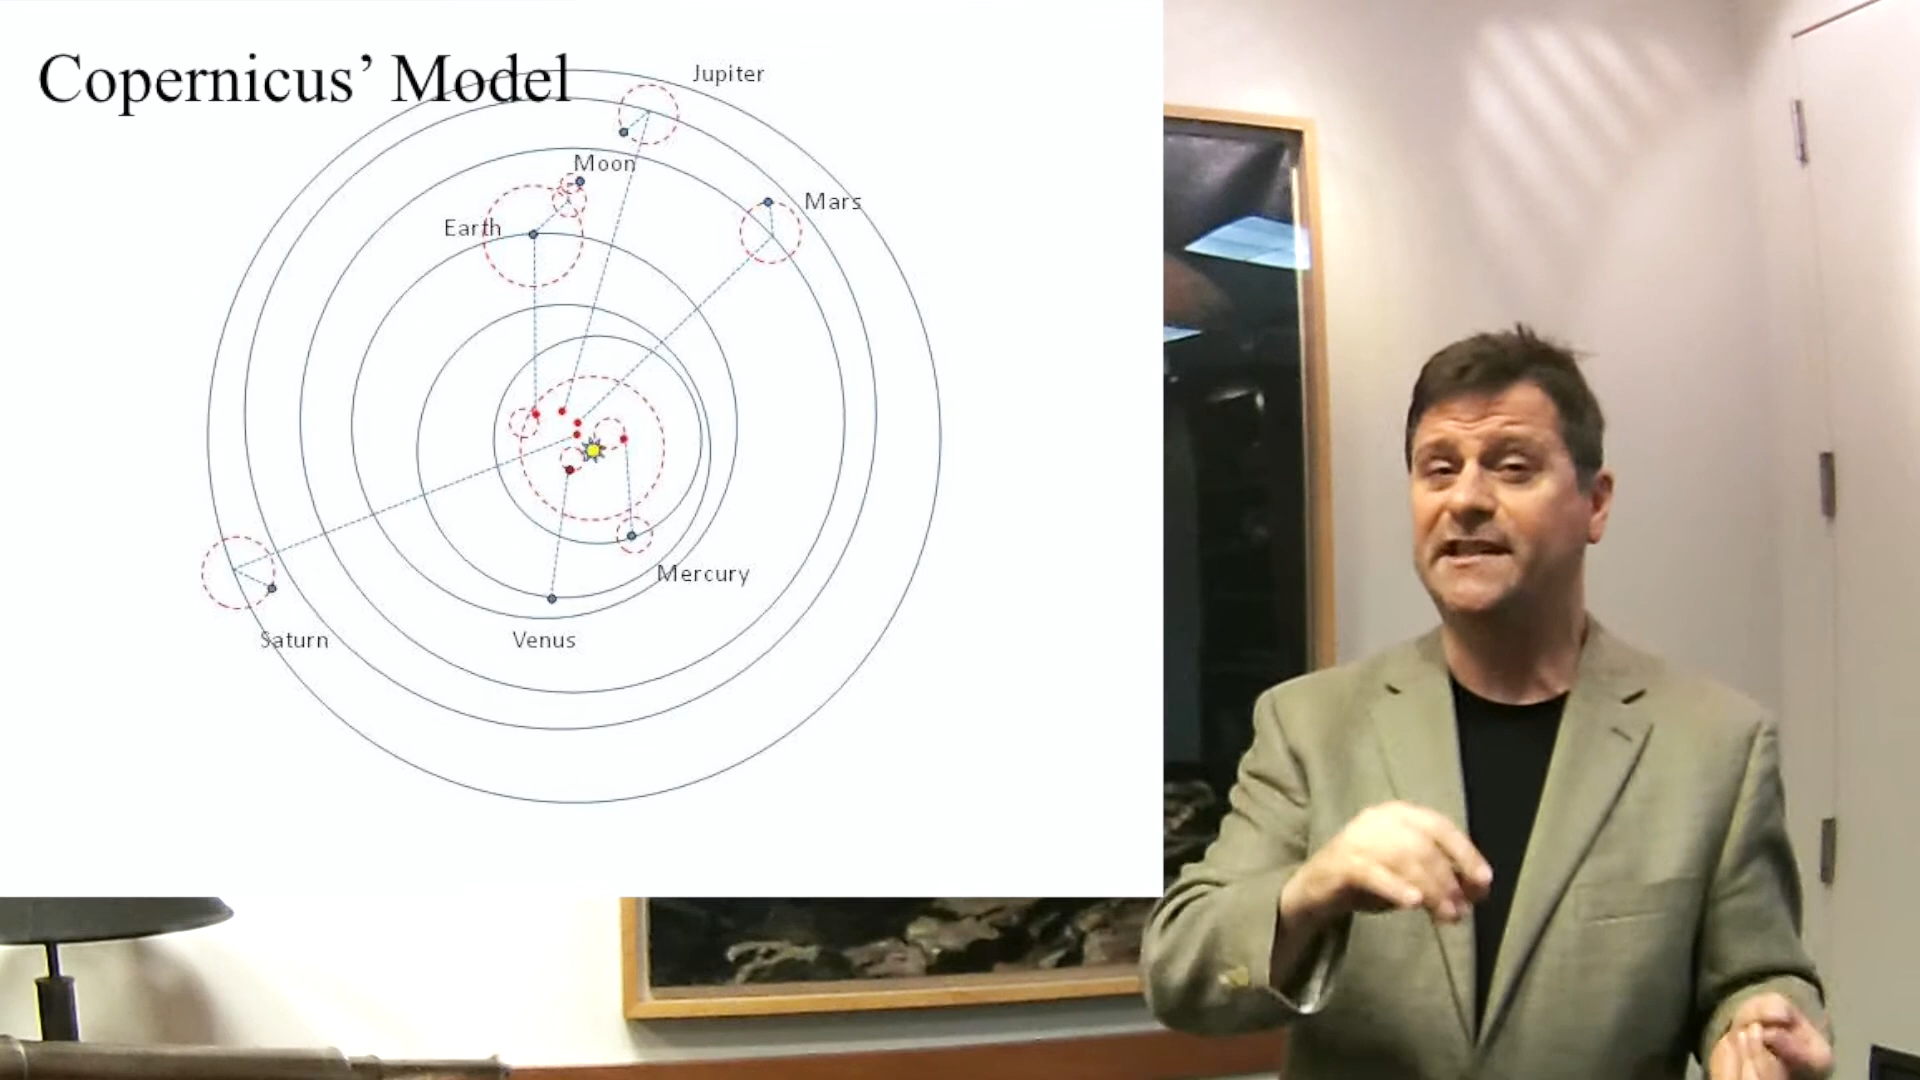 Copernicus’ Model
Jupiter
Moon
Mars
Earth
Mercury
Saturn
Venus